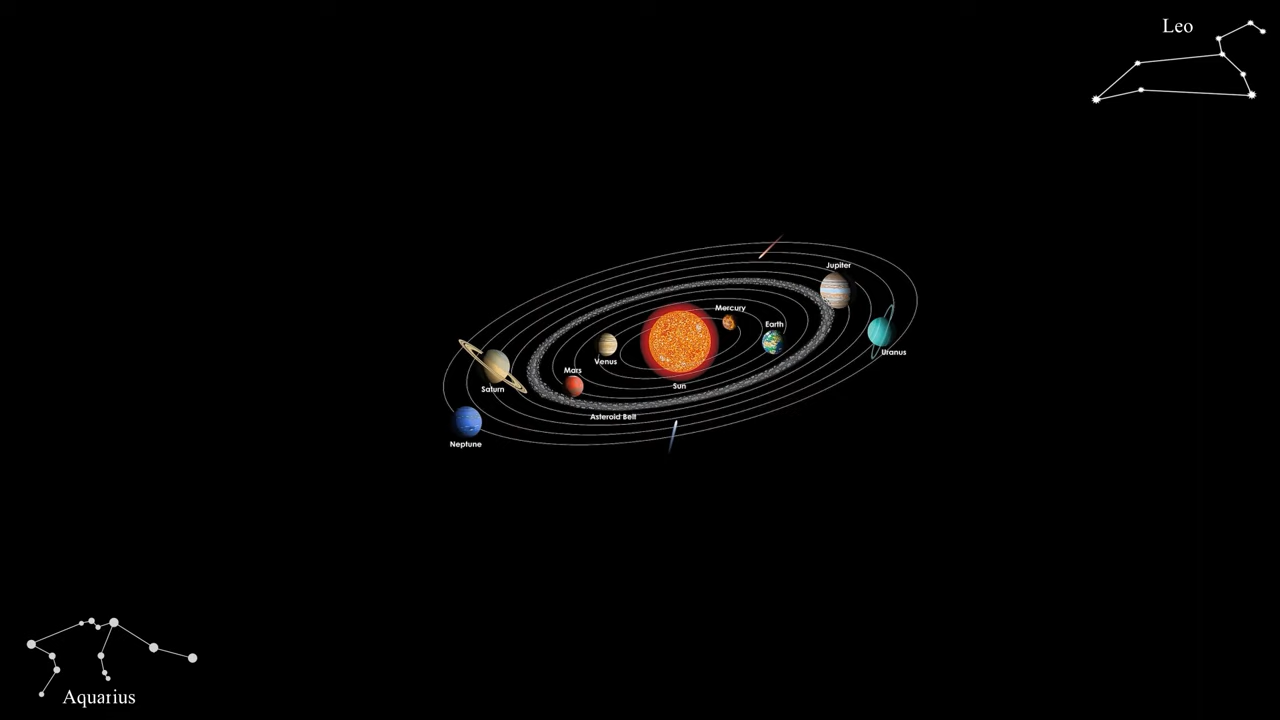 Leo
Jupiter
Mercury
Earth
Uranus
Venus
Mars
Sun
Saturn
Asteroid Belt
Neptune
Aquarius